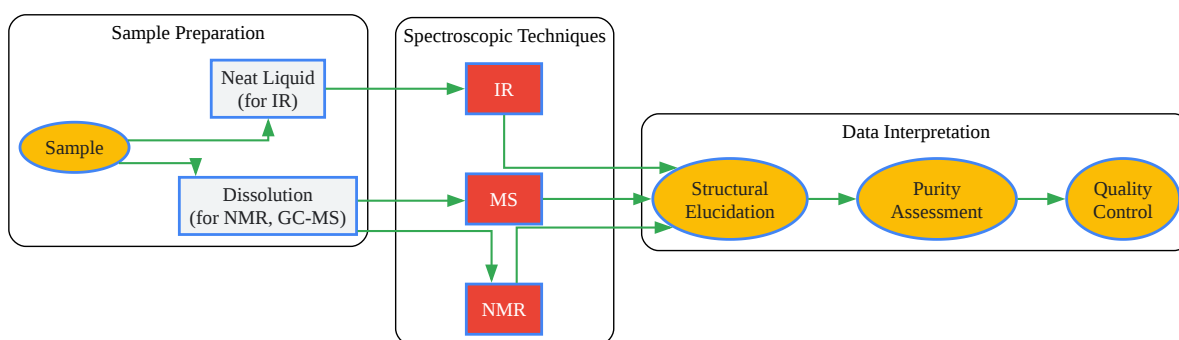 Sample Preparation
Neat Liquid
(for IR)
Sample
Dissolution
(for NMR, GC-MS)
Spectroscopic Techniques
IR
MS
NMR
Data Interpretation
Structural
Elucidation
Purity
Assessment
Quality
Control